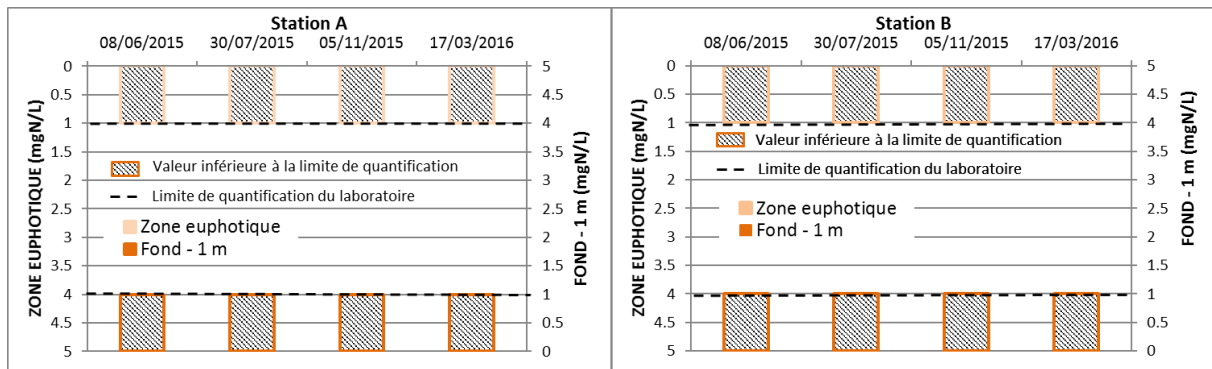 Station A
08/06/2015 30/07/2015 05/11/2015 17/03/2016
ZONE EUPHOTIQUE (mgN/L)
0
0.5
1
1.5
2
2.5
3
3.5
4
4.5
5
Valeur inférieure à la limite de quantification
Limite de quantification du laboratoire
Zone euphotique
Fond - 1 m
5
4.5
4
3.5
3
2.5
2
1.5
1
0.5
0
FOND - 1 m (mgN/L)
Station B
08/06/2015 30/07/2015 05/11/2015 17/03/2016
ZONE EUPHOTIQUE (mgN/L)
0
0.5
1
1.5
2
2.5
3
3.5
4
4.5
5
Valeur inférieure à la limite de quantification
Limite de quantification du laboratoire
Zone euphotique
Fond - 1 m
5
4.5
4
3.5
3
2.5
2
1.5
1
0.5
0
FOND - 1 m (mgN/L)